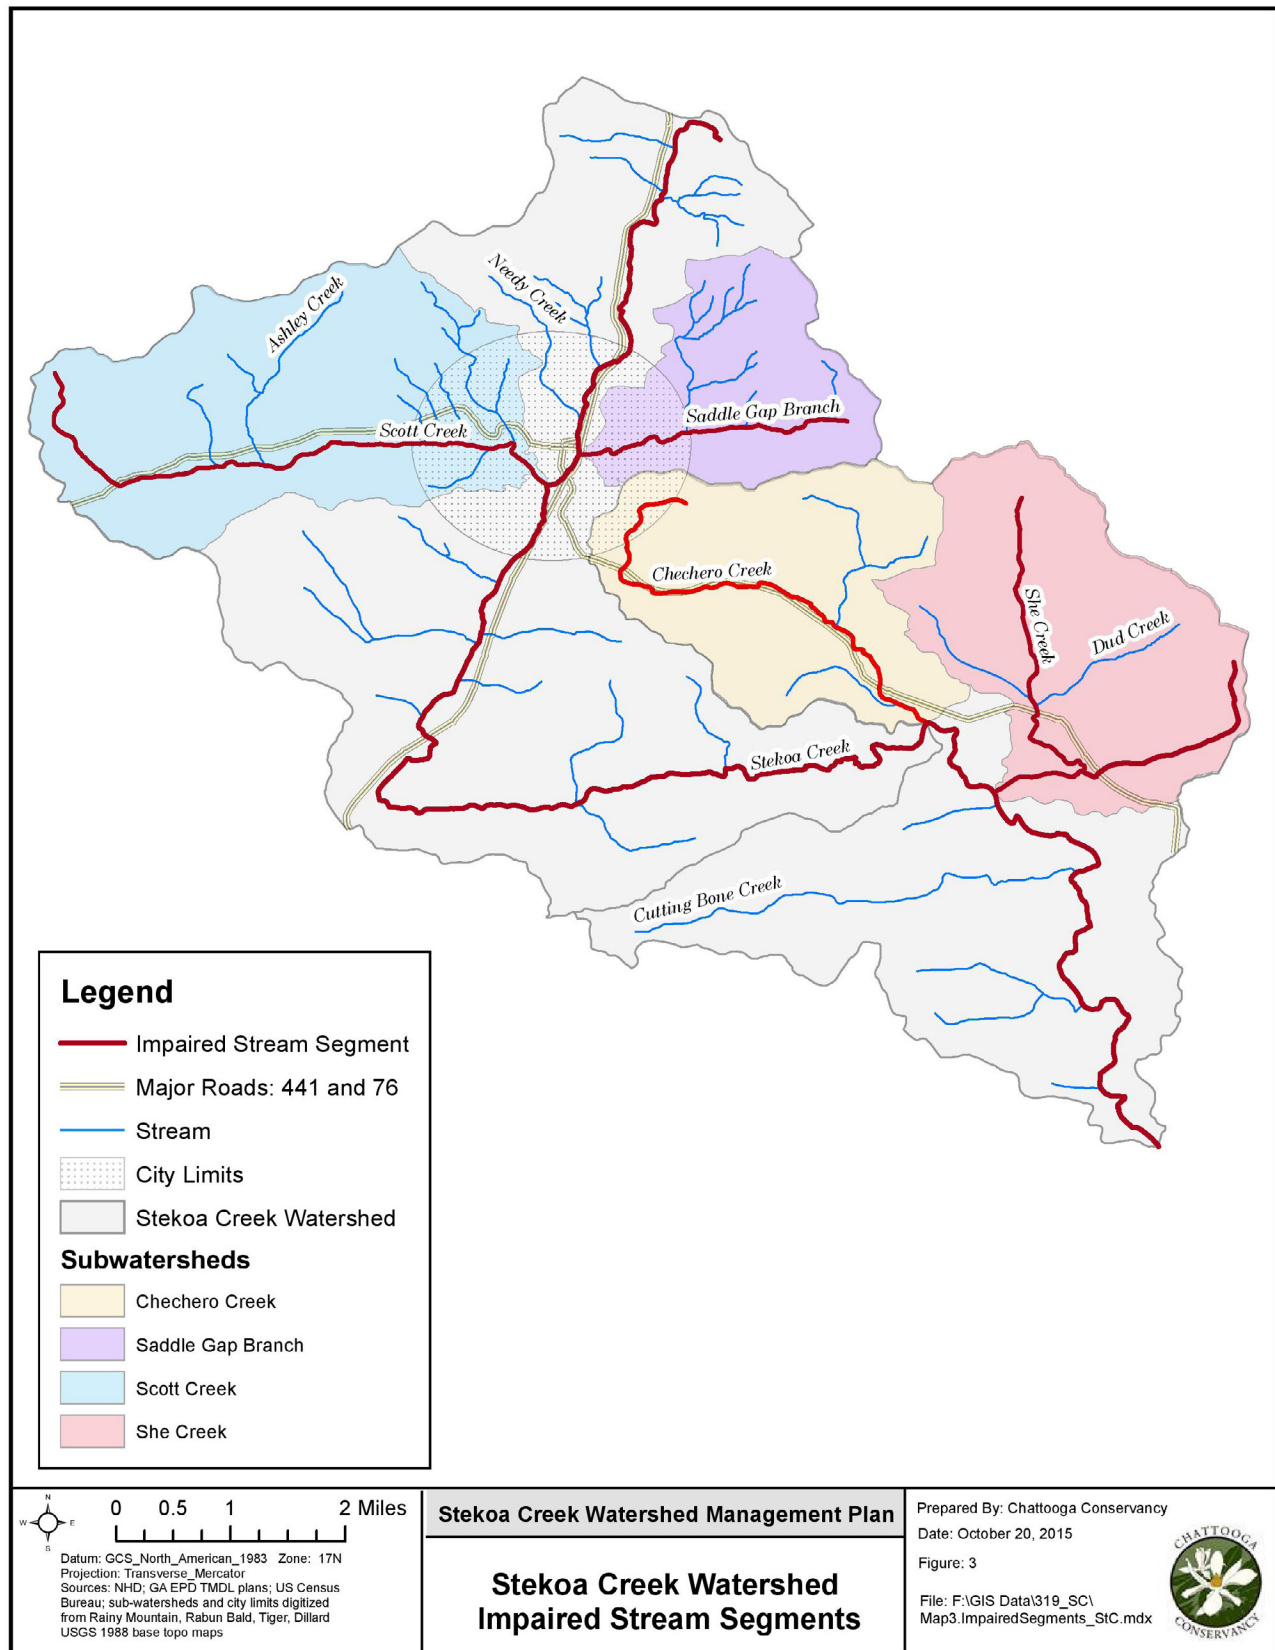 Needy Creek
Ashley Creek
Scott Creek
Saddle Gap Branch
Chechero Creek
She Creek
Dud Creek
Stekoa Creek
Cutting Bone Creek
Legend
Impaired Stream Segment
Major Roads: 441 and 76
Stream
City Limits
Stekoa Creek Watershed
Subwatersheds
Chechero Creek
Saddle Gap Branch
Scott Creek
She Creek
N
W E
S
0 0.5 1 2 Miles
Datum: GCS_North_American_1983 Zone: 17N
Projection: Transverse_Mercator
Sources: NHD; GA EPD TMDL plans; US Census
Bureau; sub-watersheds and city limits digitized
from Rainy Mountain, Rabun Bald, Tiger, Dillard
USGS 1988 base topo maps
Stekoa Creek Watershed Management Plan
Stekoa Creek Watershed
Impaired Stream Segments
Prepared By: Chattooga Conservancy
Date: October 20, 2015
Figure: 3
File: F:\GIS Data\319_SC\
Map3.ImpairedSegments_StC.mdx
CHATTOOGA
CONSERVANCY